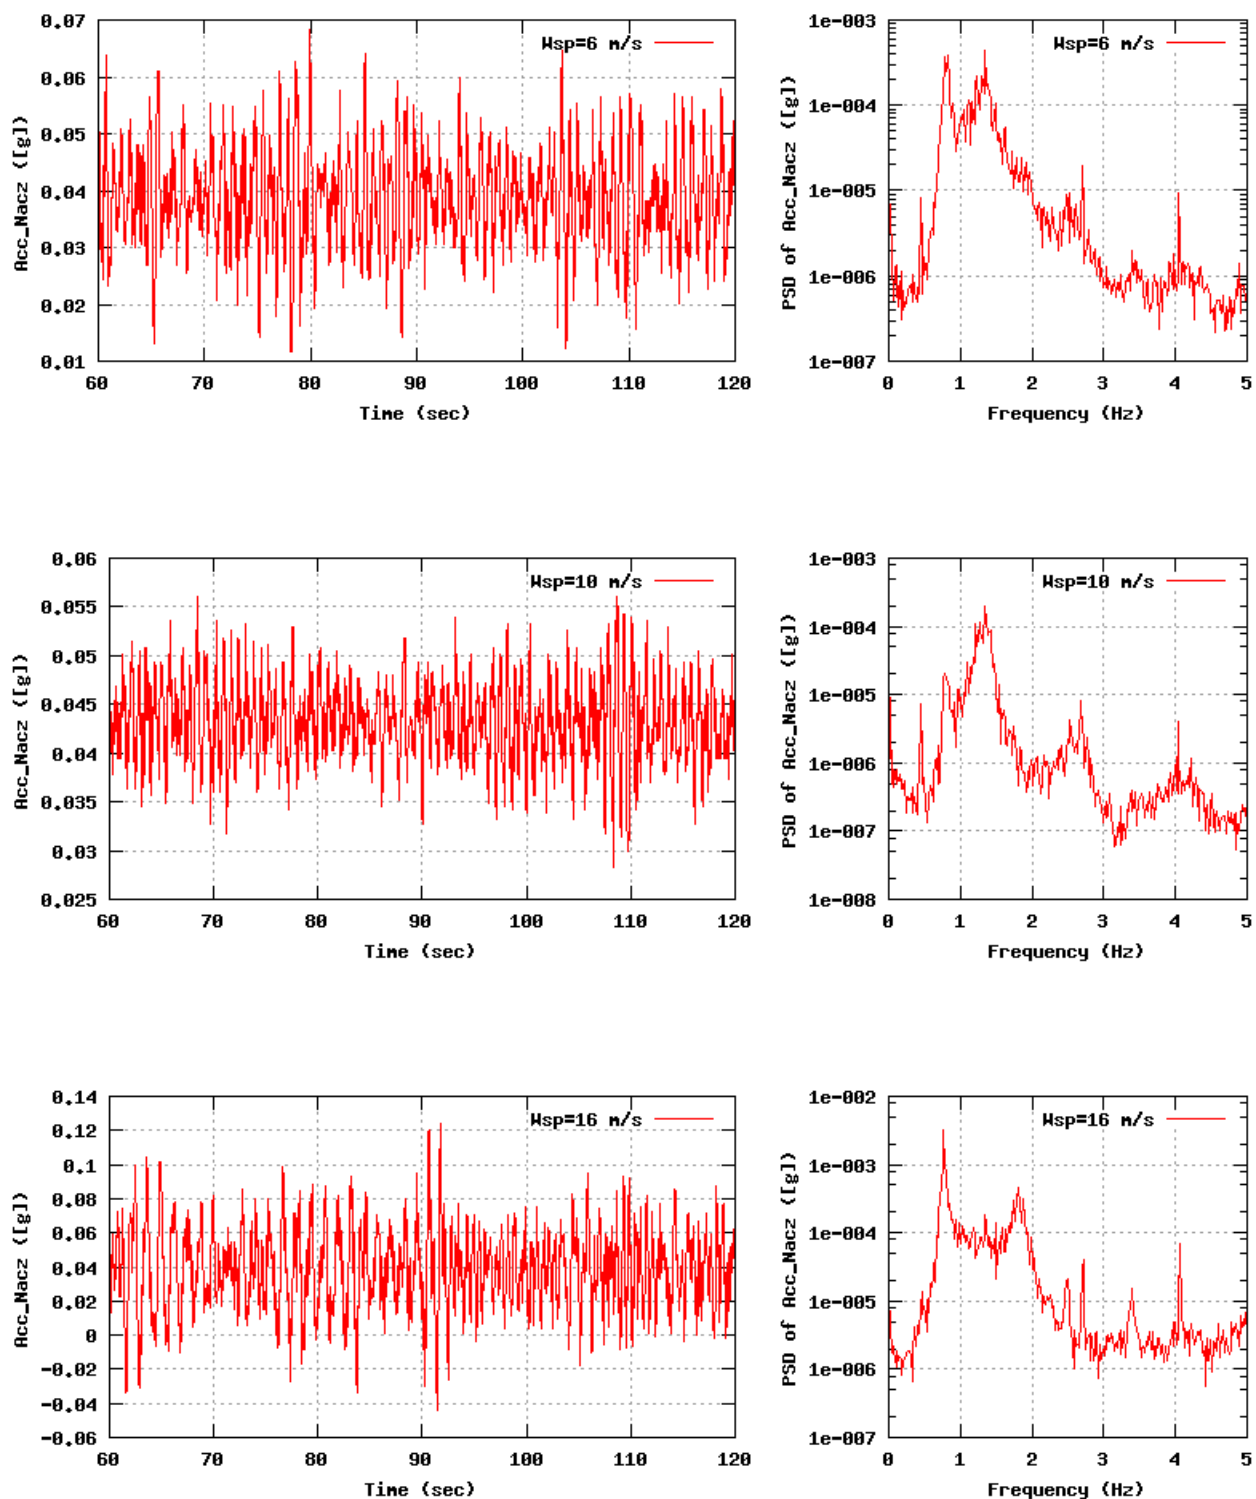 0.07
0.06
0.05
0.04
0.03
0.02
0.01
60 70 80 90 100 110 120
Acc_Nacz ([g])
Time (sec)
Wsp=6 m/s
1e-003
1e-004
1e-005
1e-006
1e-007
0 1 2 3 4 5
PSD of Acc_Nacz ([g])
Frequency (Hz)
Wsp=6 m/s
0.06
0.055
0.05
0.045
0.04
0.035
0.03
0.025
60 70 80 90 100 110 120
Acc_Nacz ([g])
Time (sec)
Wsp=10 m/s
1e-003
1e-004
1e-005
1e-006
1e-007
1e-008
0 1 2 3 4 5
PSD of Acc_Nacz ([g])
Frequency (Hz)
Wsp=10 m/s
0.14
0.12
0.1
0.08
0.06
0.04
0.02
0
-0.02
-0.04
-0.06
60 70 80 90 100 110 120
Acc_Nacz ([g])
Time (sec)
Wsp=16 m/s
1e-002
1e-003
1e-004
1e-005
1e-006
1e-007
0 1 2 3 4 5
PSD of Acc_Nacz ([g])
Frequency (Hz)
Wsp=16 m/s